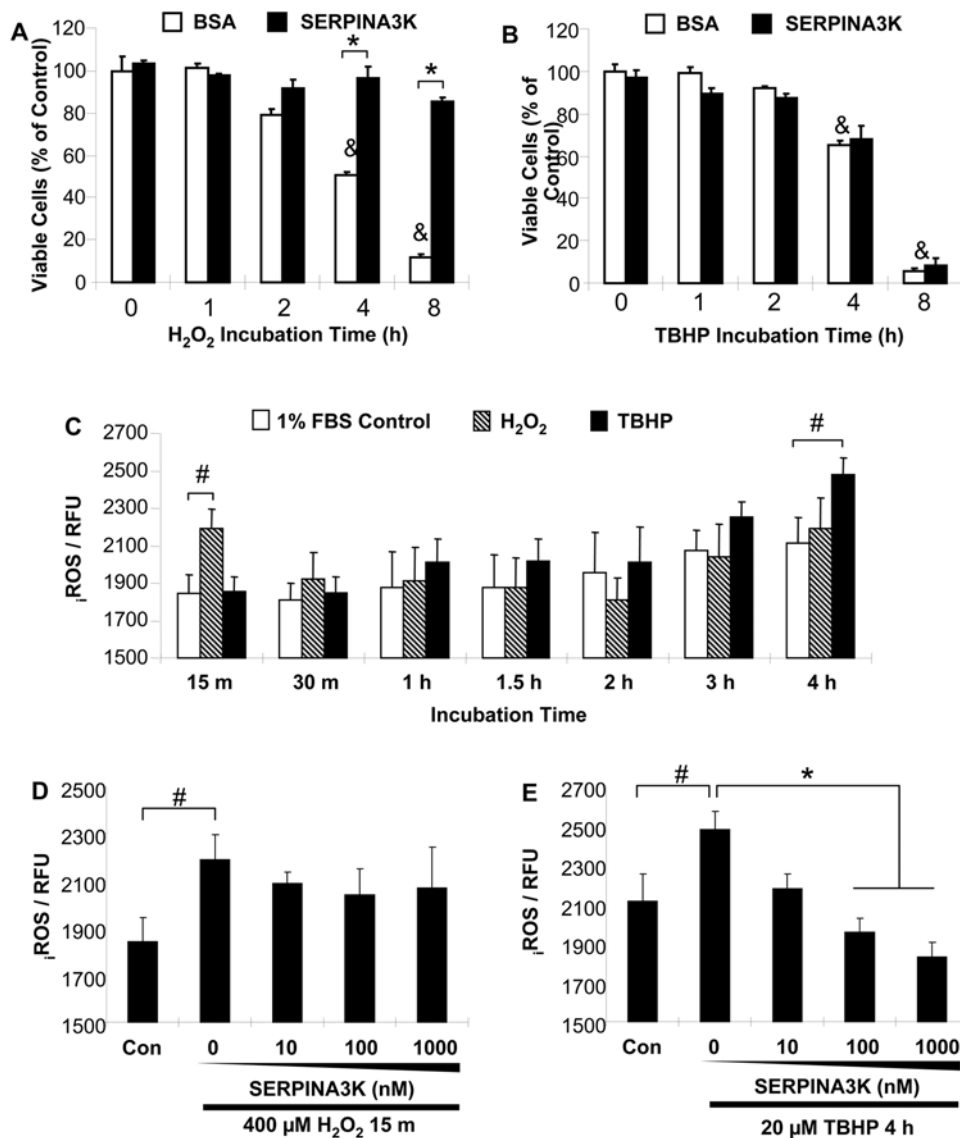 A
BSA SERPINA3K
Viable Cells (% of Control)
120
100
80
60
40
20
0
* *
& &
0 1 2 4 8
H₂O₂ Incubation Time (h)
B
BSA SERPINA3K
Viable Cells (% of
Control)
120
100
80
60
40
20
0
& &
0 1 2 4 8
TBHP Incubation Time (h)
C
1% FBS Control H₂O₂ TBHP
iROS / RFU
2700
2500
2300
2100
1900
1700
1500
# #
15 m 30 m 1 h 1.5 h 2 h 3 h 4 h
Incubation Time
D
iROS / RFU
2500
2300
2100
1900
1700
1500
#
Con 0 10 100 1000
SERPINA3K (nM)
400 µM H₂O₂ 15 m
E
iROS / RFU
2700
2500
2300
2100
1900
1700
1500
# *
Con 0 10 100 1000
SERPINA3K (nM)
20 µM TBHP 4 h